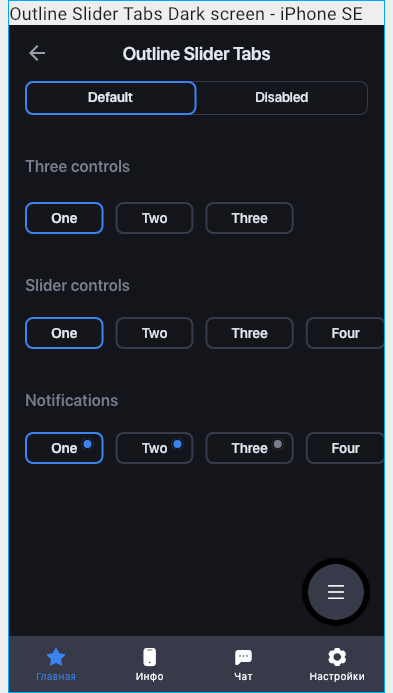 Outline Slider Tabs Dark screen - iPhone SE
Outline Slider Tabs
Default Disabled
Three controls
One Two Three
Slider controls
One Two Three Four
Notifications
One Two Three Four
Главная Инфо Чат Настройки